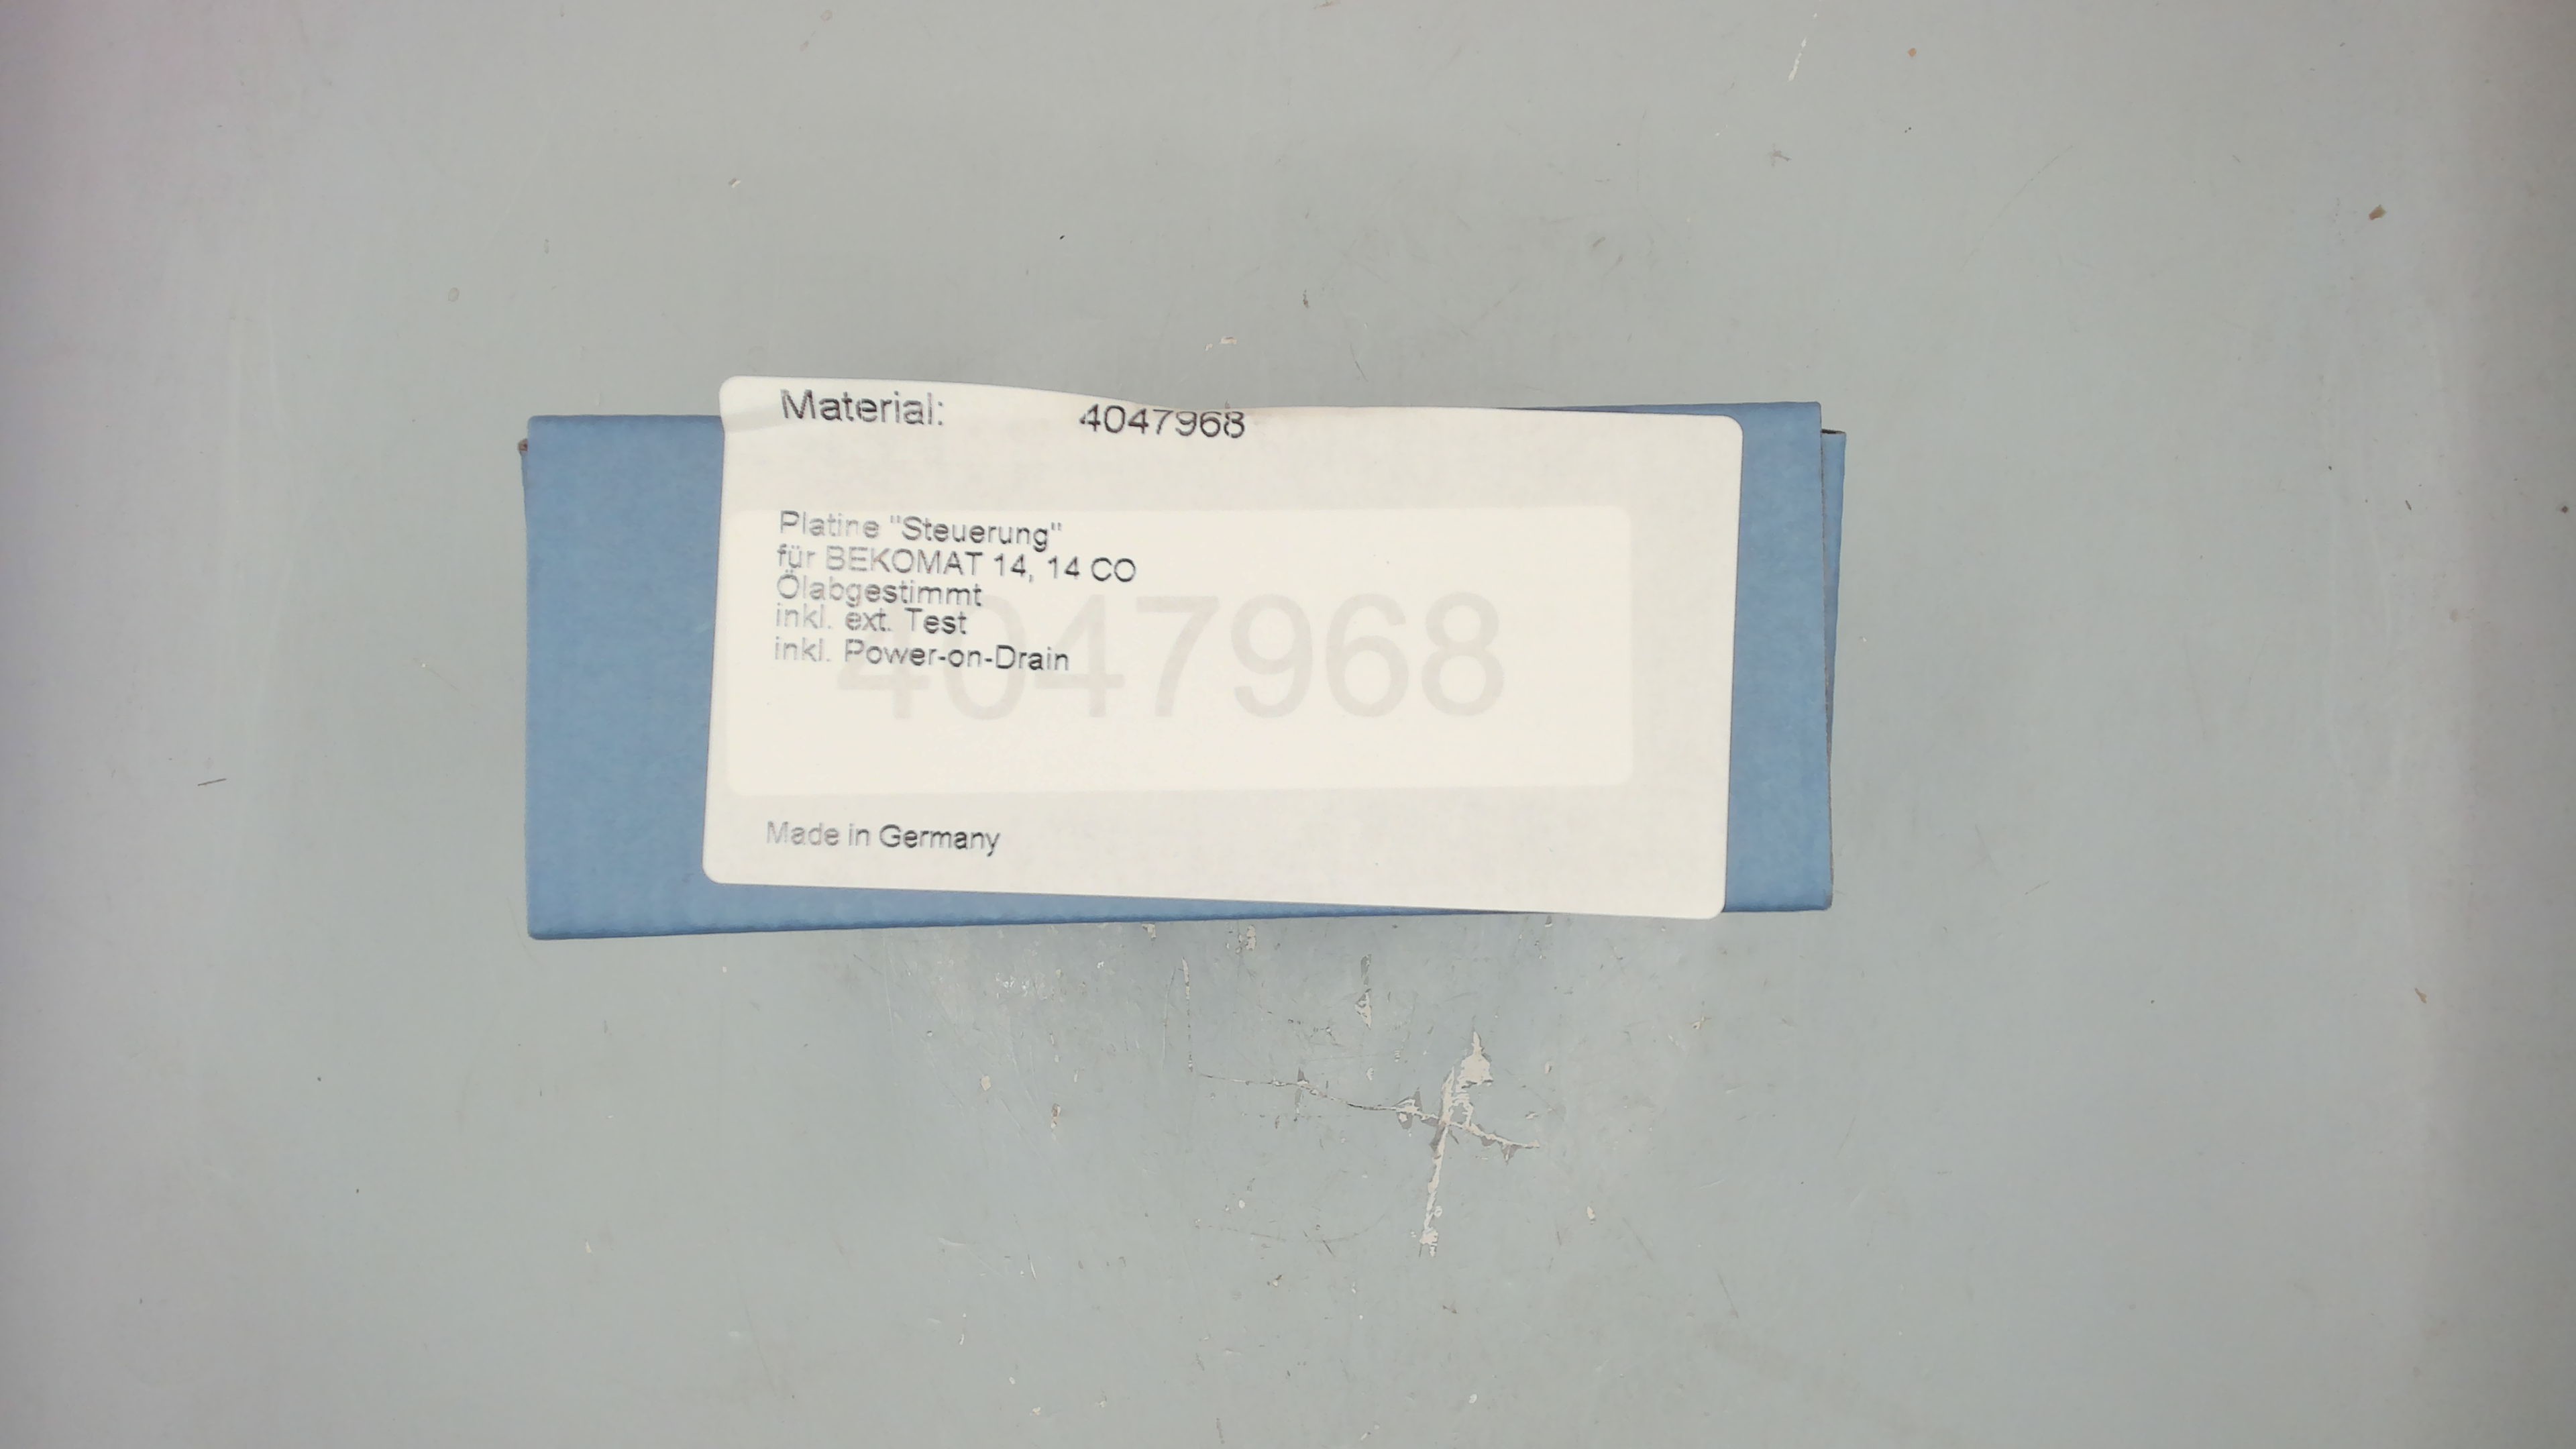 Material: 4047968
Platine "Steuerung"
für BEKOMAT 14, 14 CO
Ölabgestimmt
inkl. ext. Test
inkl. Power-on-Drain
4047968
Made in Germany